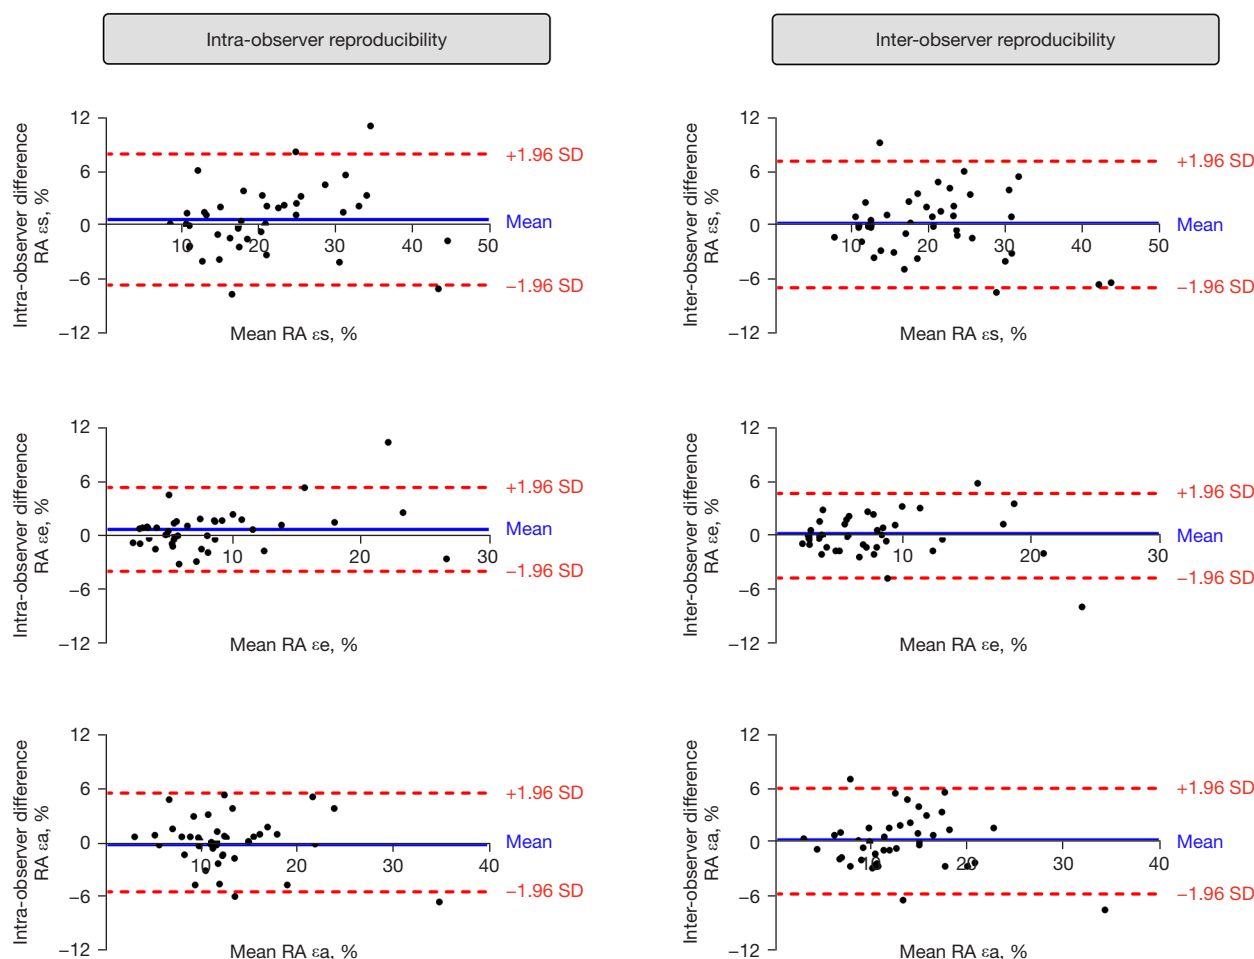 Intra-observer reproducibility
Inter-observer reproducibility
Intra-observer difference
RA εs, %
12
6
0
−6
−12
10
20
30
40
50
+1.96 SD
Mean
−1.96 SD
Mean RA εs, %
Inter-observer difference
RA εs, %
12
6
0
−6
−12
10
20
30
40
50
+1.96 SD
Mean
−1.96 SD
Mean RA εs, %
Intra-observer difference
RA εe, %
12
6
0
−6
−12
10
20
30
+1.96 SD
Mean
−1.96 SD
Mean RA εe, %
Inter-observer difference
RA εe, %
12
6
0
−6
−12
10
20
30
+1.96 SD
Mean
−1.96 SD
Mean RA εe, %
Intra-observer difference
RA εa, %
12
6
0
−6
−12
10
20
30
40
+1.96 SD
Mean
−1.96 SD
Mean RA εa, %
Inter-observer difference
RA εa, %
12
6
0
−6
−12
10
20
30
40
+1.96 SD
Mean
−1.96 SD
Mean RA εa, %